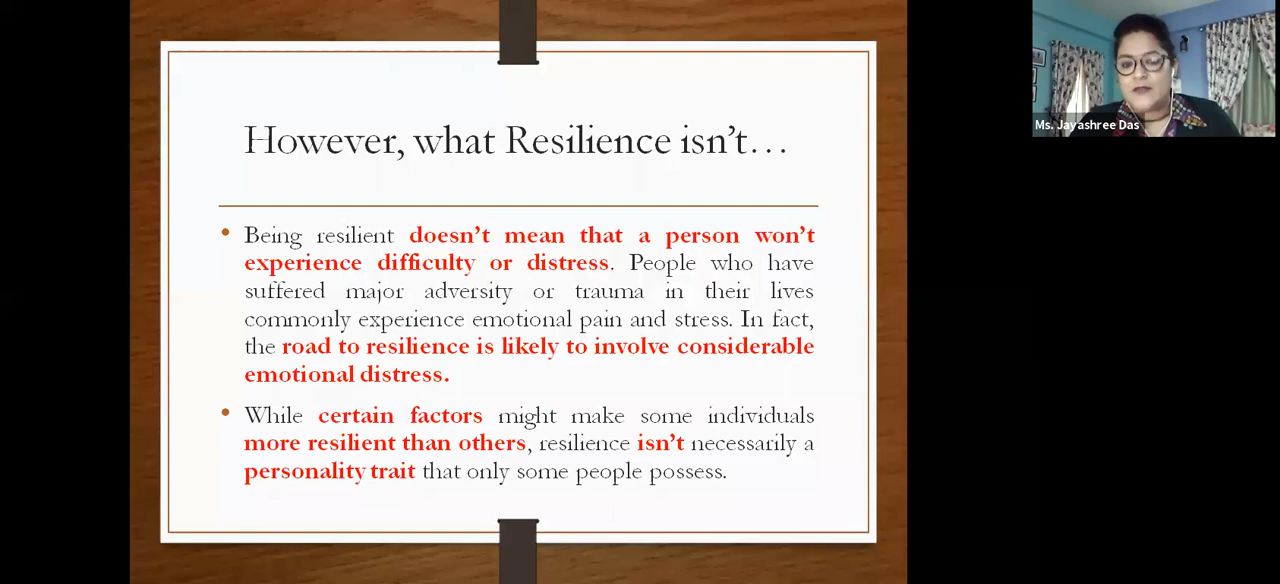 However, what Resilience isn't…
• Being resilient doesn't mean that a person won't
experience difficulty or distress. People who have
suffered major adversity or trauma in their lives
commonly experience emotional pain and stress. In fact,
the road to resilience is likely to involve considerable
emotional distress.
• While certain factors might make some individuals
more resilient than others, resilience isn't necessarily a
personality trait that only some people possess.
Ms. Jayashree Das